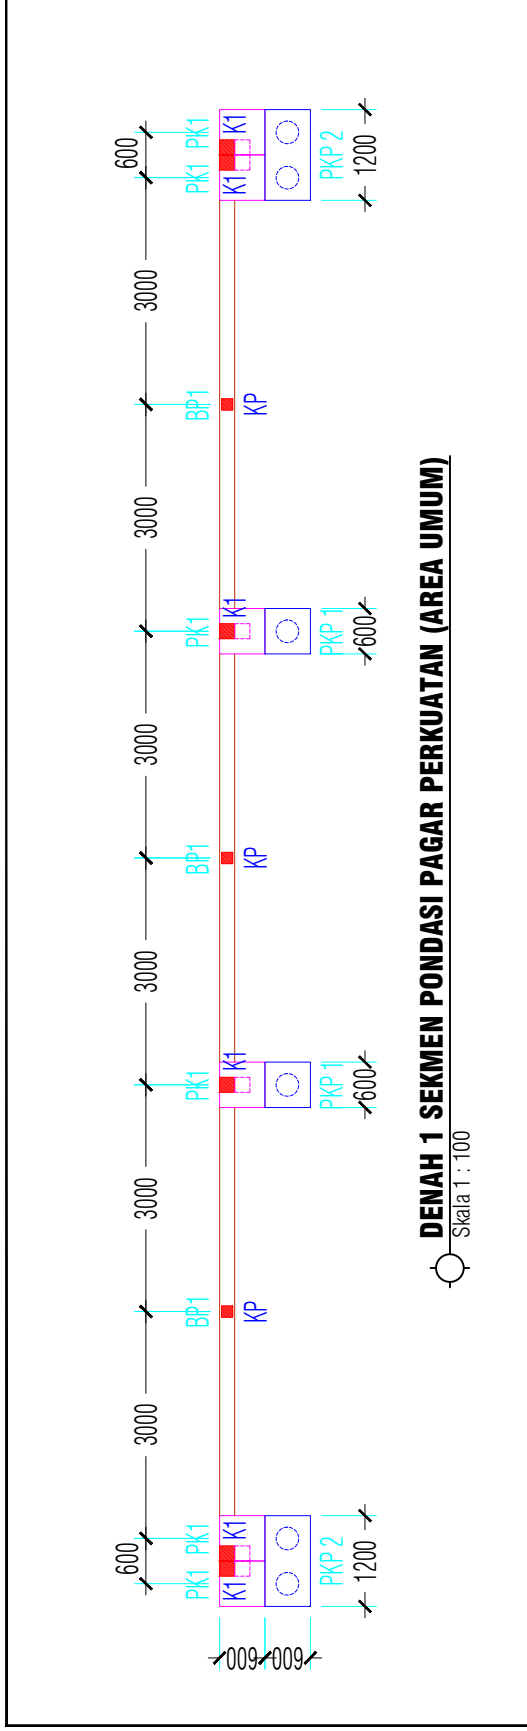 600 3000 3000 3000 3000 3000 3000 600
PK1 PK1 BP1 PK1 BP1 PK1 BP1 PK1 PK1
K1 K1 K1 K1 K1 K1
600
KP KP KP
600
PKP 2 PKP 1 PKP 1 PKP 2
1200 600 600 1200
DENAH 1 SEKMEN PONDASI PAGAR PERKUATAN (AREA UMUM)
Skala 1 : 100